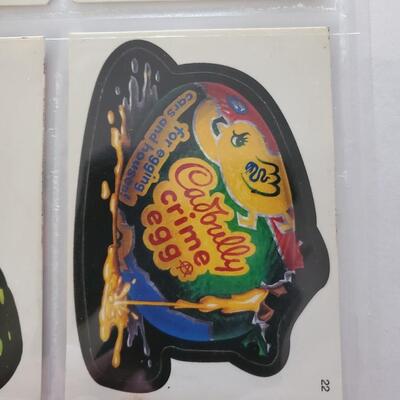 for egging
cars and houses!
Cadbully
crime
egg
22